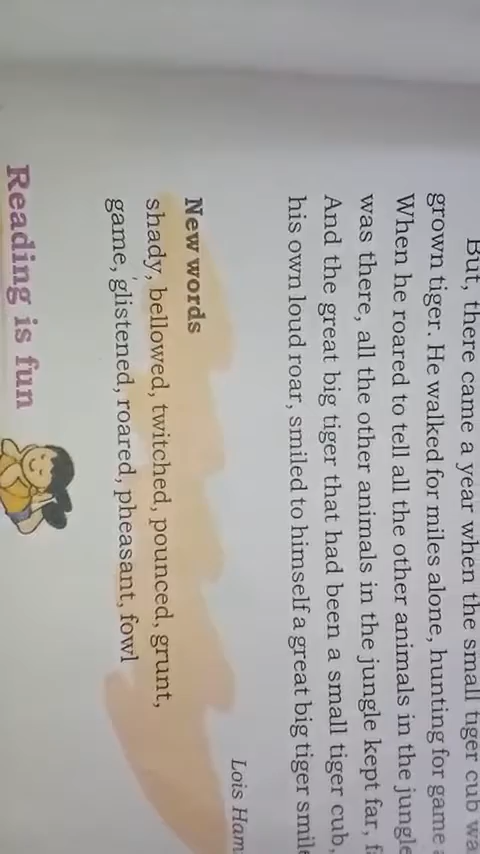 But, there came a year when the small tiger cub
grown tiger. He walked for miles alone, hunting for game
When he roared to tell all the other animals in the jungle
was there, all the other animals in the jungle kept far,
And the great big tiger that had been a small tiger cub,
his own loud roar, smiled to himself a great big tiger
Lois
New words
shady, bellowed, twitched, pounced, grunt,
game, glistened, roared, pheasant, fowl
Reading is fun